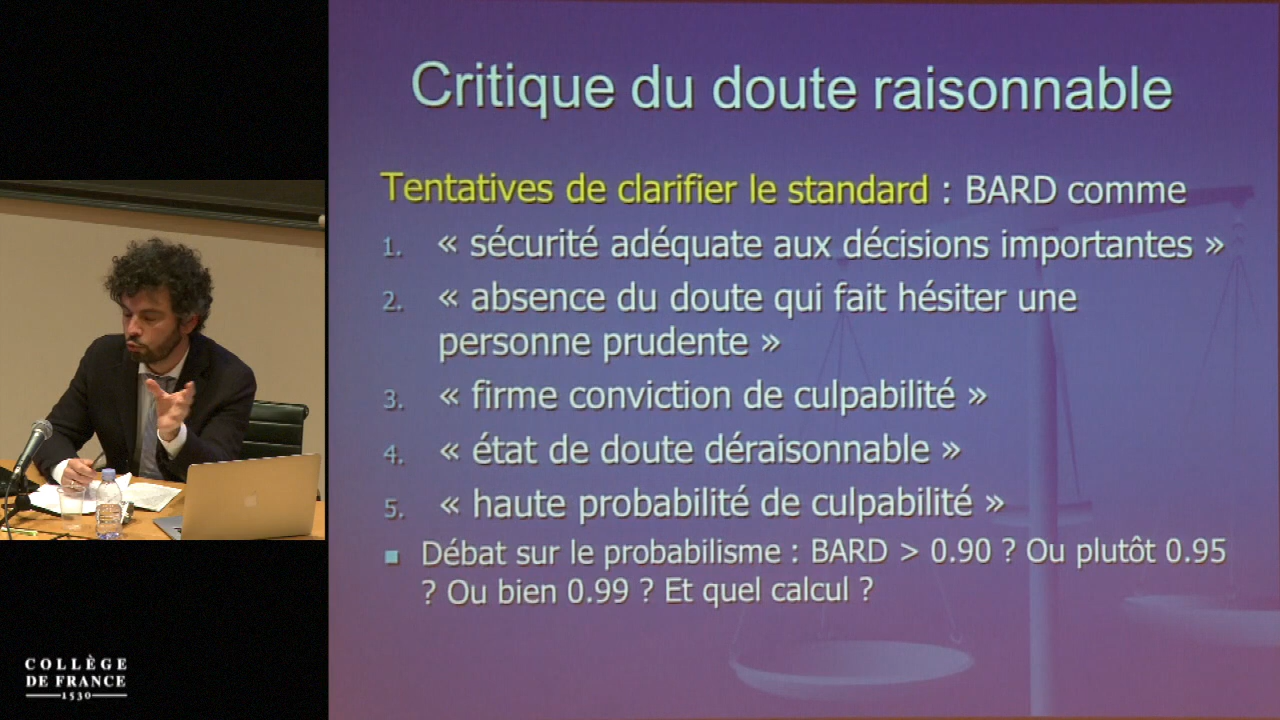 Critique du doute raisonnable
Tentatives de clarifier le standard : BARD comme
1. « sécurité adéquate aux décisions importantes »
2. « absence du doute qui fait hésiter une
personne prudente »
3. « firme conviction de culpabilité »
4. « état de doute déraisonnable »
5. « haute probabilité de culpabilité »
■ Débat sur le probabilisme : BARD > 0.90 ? Ou plutôt 0.95
? Ou bien 0.99 ? Et quel calcul ?
COLLÈGE
DE FRANCE
1530